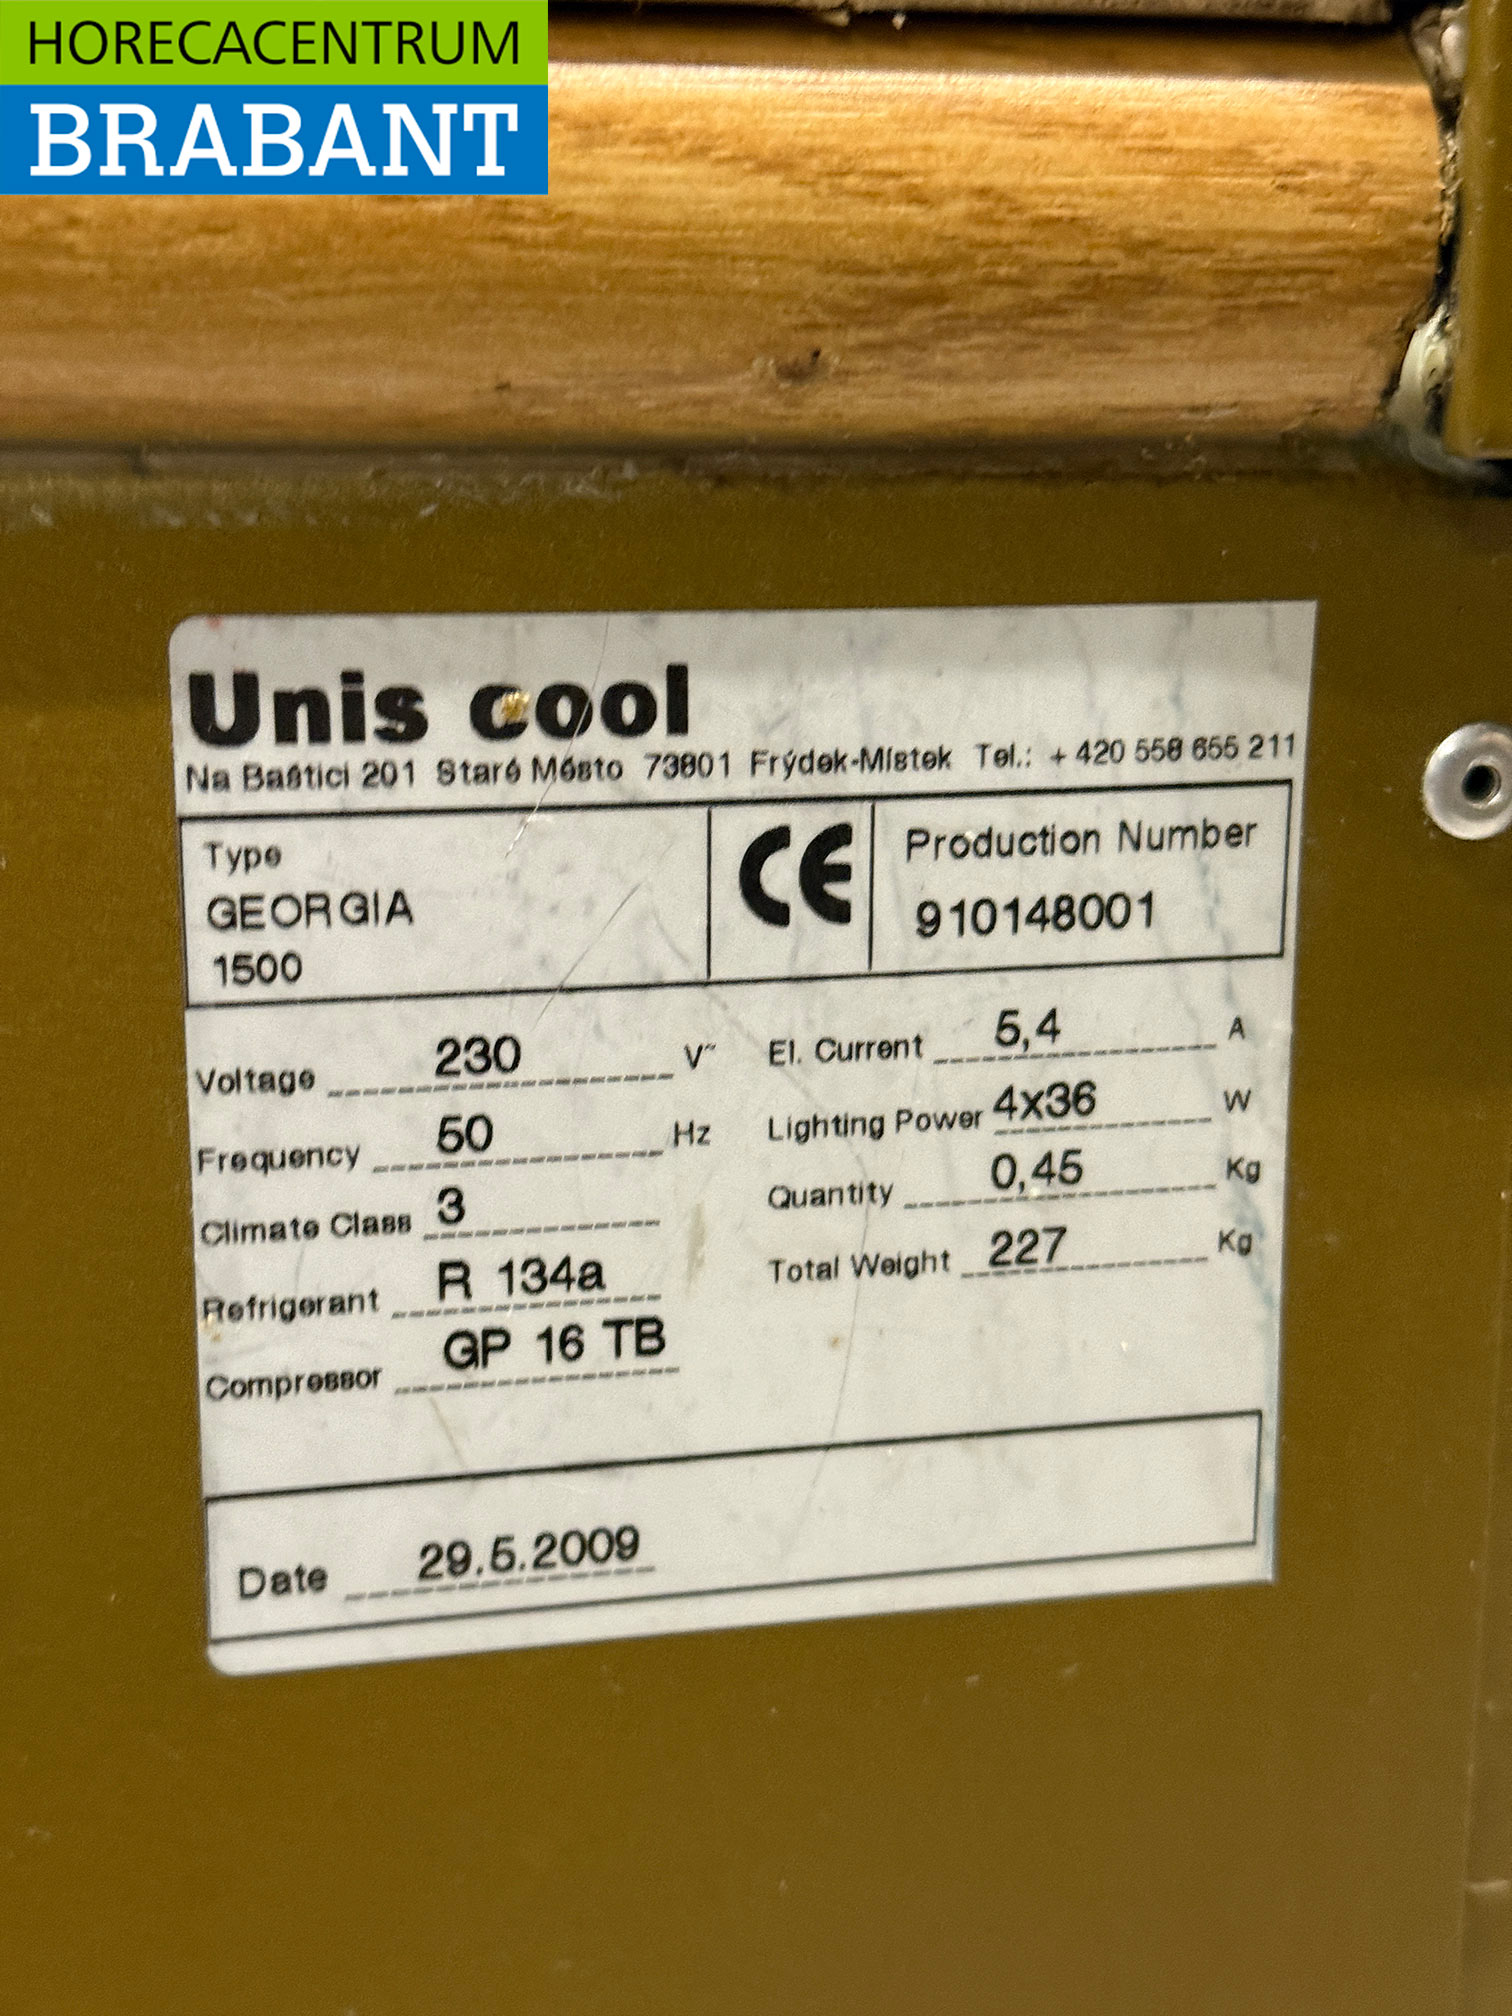 HORECACENTRUM
BRABANT
Unis cool
Na Baštici 201 Staré Město 73801 Frýdek-Místek Tel.: + 420 558 655 211
Type
GEORGIA
1500
CE
Production Number
910148001
Voltage 230 V~
El. Current 5,4 A
Frequency 50 Hz
Lighting Power 4x36 W
Climate Class 3
Quantity 0,45 Kg
Refrigerant R 134a
Total Weight 227 Kg
Compressor GP 16 TB
Date 29.5.2009